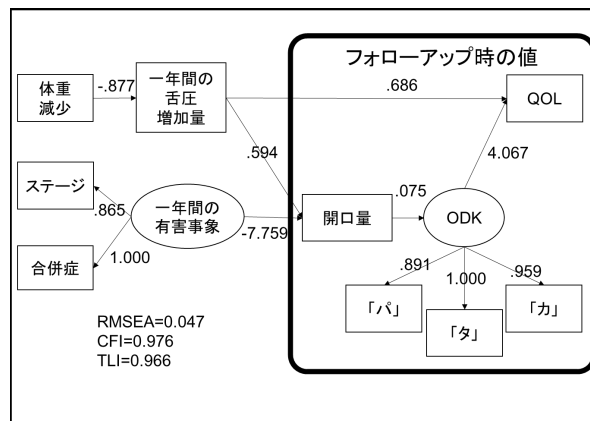 フォローアップ時の値
体重
減少
-.877
一年間の
舌圧
増加量
.686
QOL
.594
4.067
ステージ
.865
一年間の
有害事象
-7.759
開口量
.075
ODK
合併症
1.000
.891
1.000
.959
「パ」
「タ」
「カ」
RMSEA=0.047
CFI=0.976
TLI=0.966